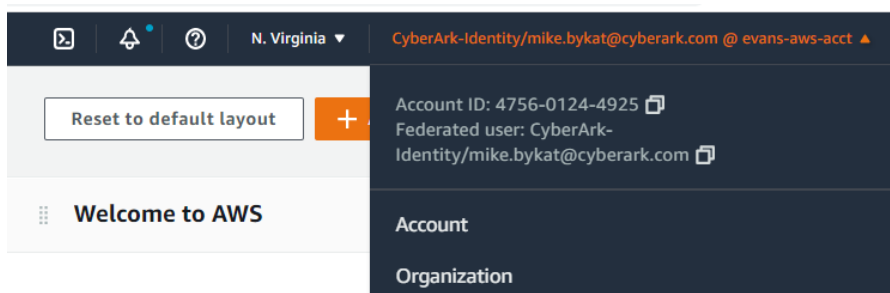 N. Virginia ▼
CyberArk-Identity/mike.bykat@cyberark.com @ evans-aws-acct ▲
Reset to default layout
+
Account ID: 4756-0124-4925
Federated user: CyberArk-
Identity/mike.bykat@cyberark.com
Welcome to AWS
Account
Organization